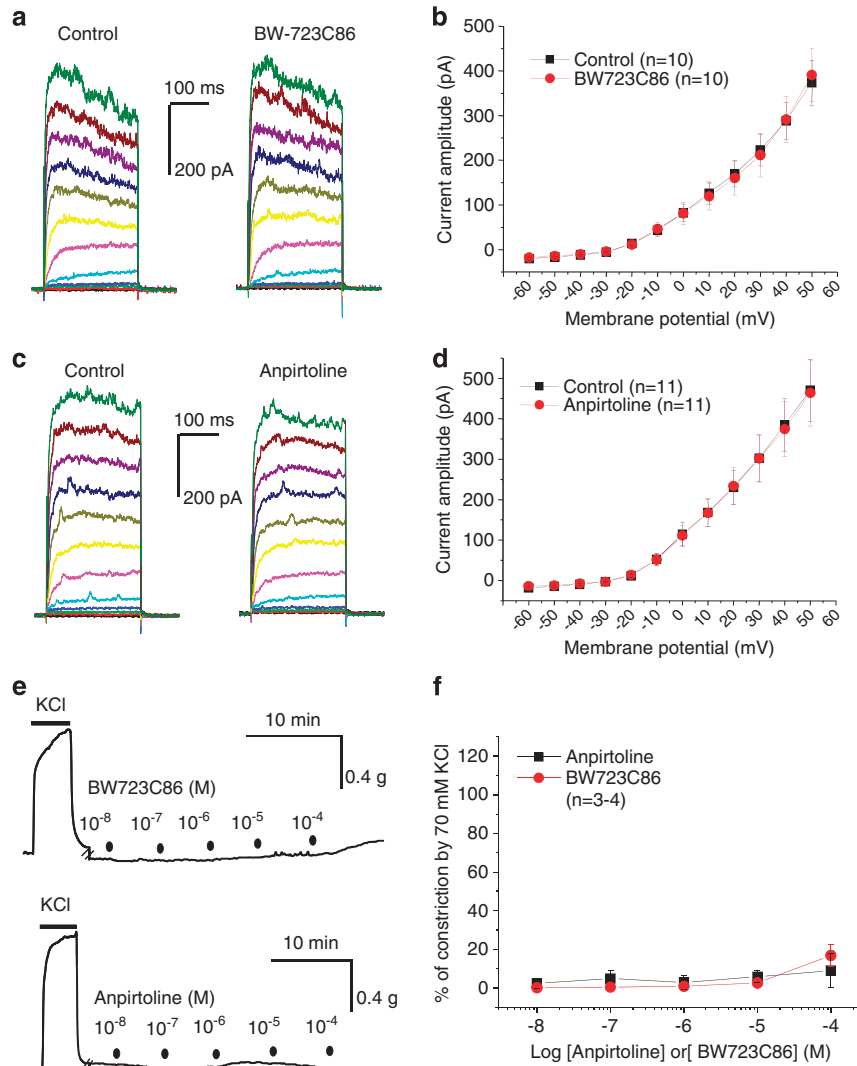 a
Control
BW-723C86
100 ms
200 pA
b
Current amplitude (pA)
500
400
300
200
100
0
Control (n=10)
BW723C86 (n=10)
-60 -50 -40 -30 -20 -10 0 10 20 30 40 50 60
Membrane potential (mV)
c
Control
Anpirtoline
100 ms
200 pA
d
Current amplitude (pA)
500
400
300
200
100
0
Control (n=11)
Anpirtoline (n=11)
-60 -50 -40 -30 -20 -10 0 10 20 30 40 50 60
Membrane potential (mV)
e
KCl
10 min
0.4 g
BW723C86 (M)
10⁻⁸ 10⁻⁷ 10⁻⁶ 10⁻⁵ 10⁻⁴
KCl
10 min
0.4 g
Anpirtoline (M)
10⁻⁸ 10⁻⁷ 10⁻⁶ 10⁻⁵ 10⁻⁴
f
% of constriction by 70 mM KCl
120
100
80
60
40
20
0
Anpirtoline
BW723C86
(n=3-4)
-8 -7 -6 -5 -4
Log [Anpirtoline] or[ BW723C86] (M)